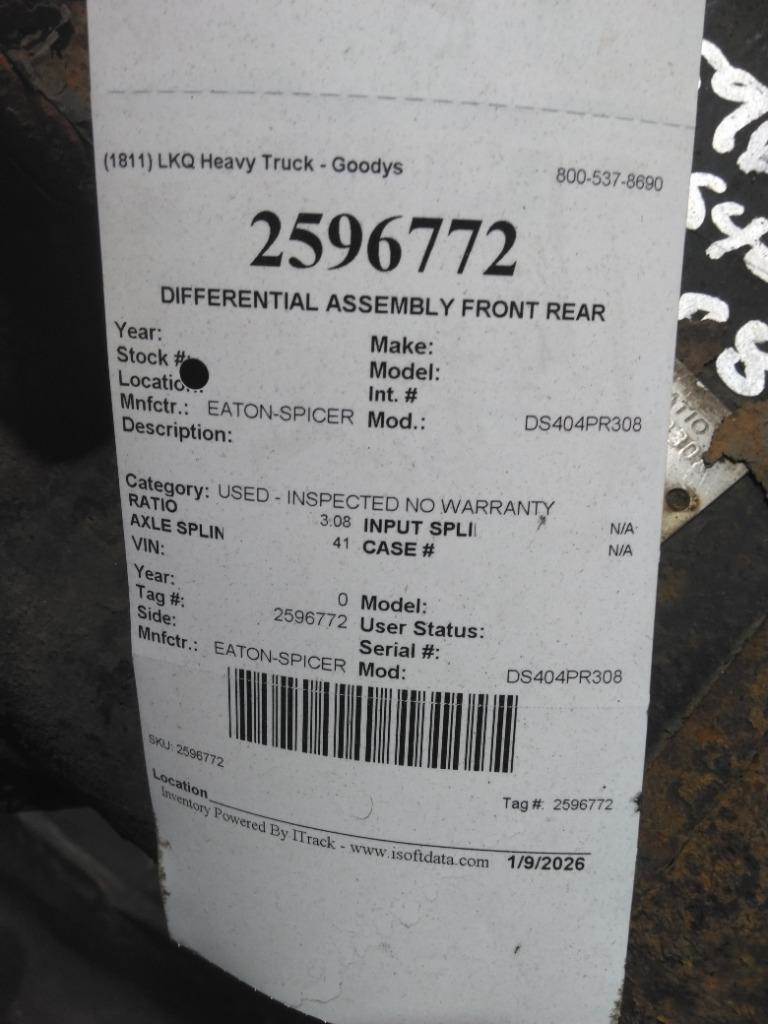 (1811) LKQ Heavy Truck - Goodys 800-537-8690
2596772
DIFFERENTIAL ASSEMBLY FRONT REAR
Year: Make:
Stock # Model:
Locatio Int. #
Mnfctr.: EATON-SPICER Mod.: DS404PR308
Description:
Category: USED - INSPECTED NO WARRANTY
RATIO 3.08 INPUT SPLI N/A
AXLE SPLIN 41 CASE # N/A
VIN:
Year: 0 Model:
Tag #: 2596772 User Status:
Side: Serial #:
Mnfctr.: EATON-SPICER Mod: DS404PR308
SKU: 2596772
Tag #: 2596772
Location
Inventory Powered By ITrack - www.isoftdata.com 1/9/2026